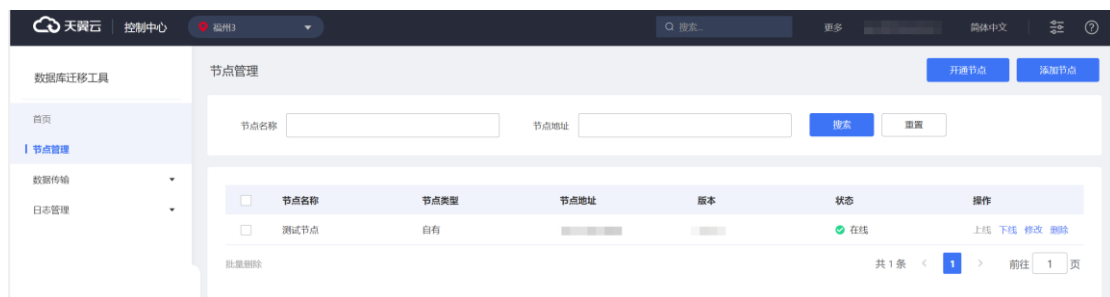 天翼云 控制中心 福州3 搜索... 更多 简体中文
数据库迁移工具
首页
节点管理
数据传输
日志管理
节点管理 开通节点 添加节点
节点名称 节点地址 搜索 重置
节点名称 节点类型 节点地址 版本 状态 操作
测试节点 自有 在线 上线 下线 修改 删除
批量删除 共 1 条 1 前往 1 页